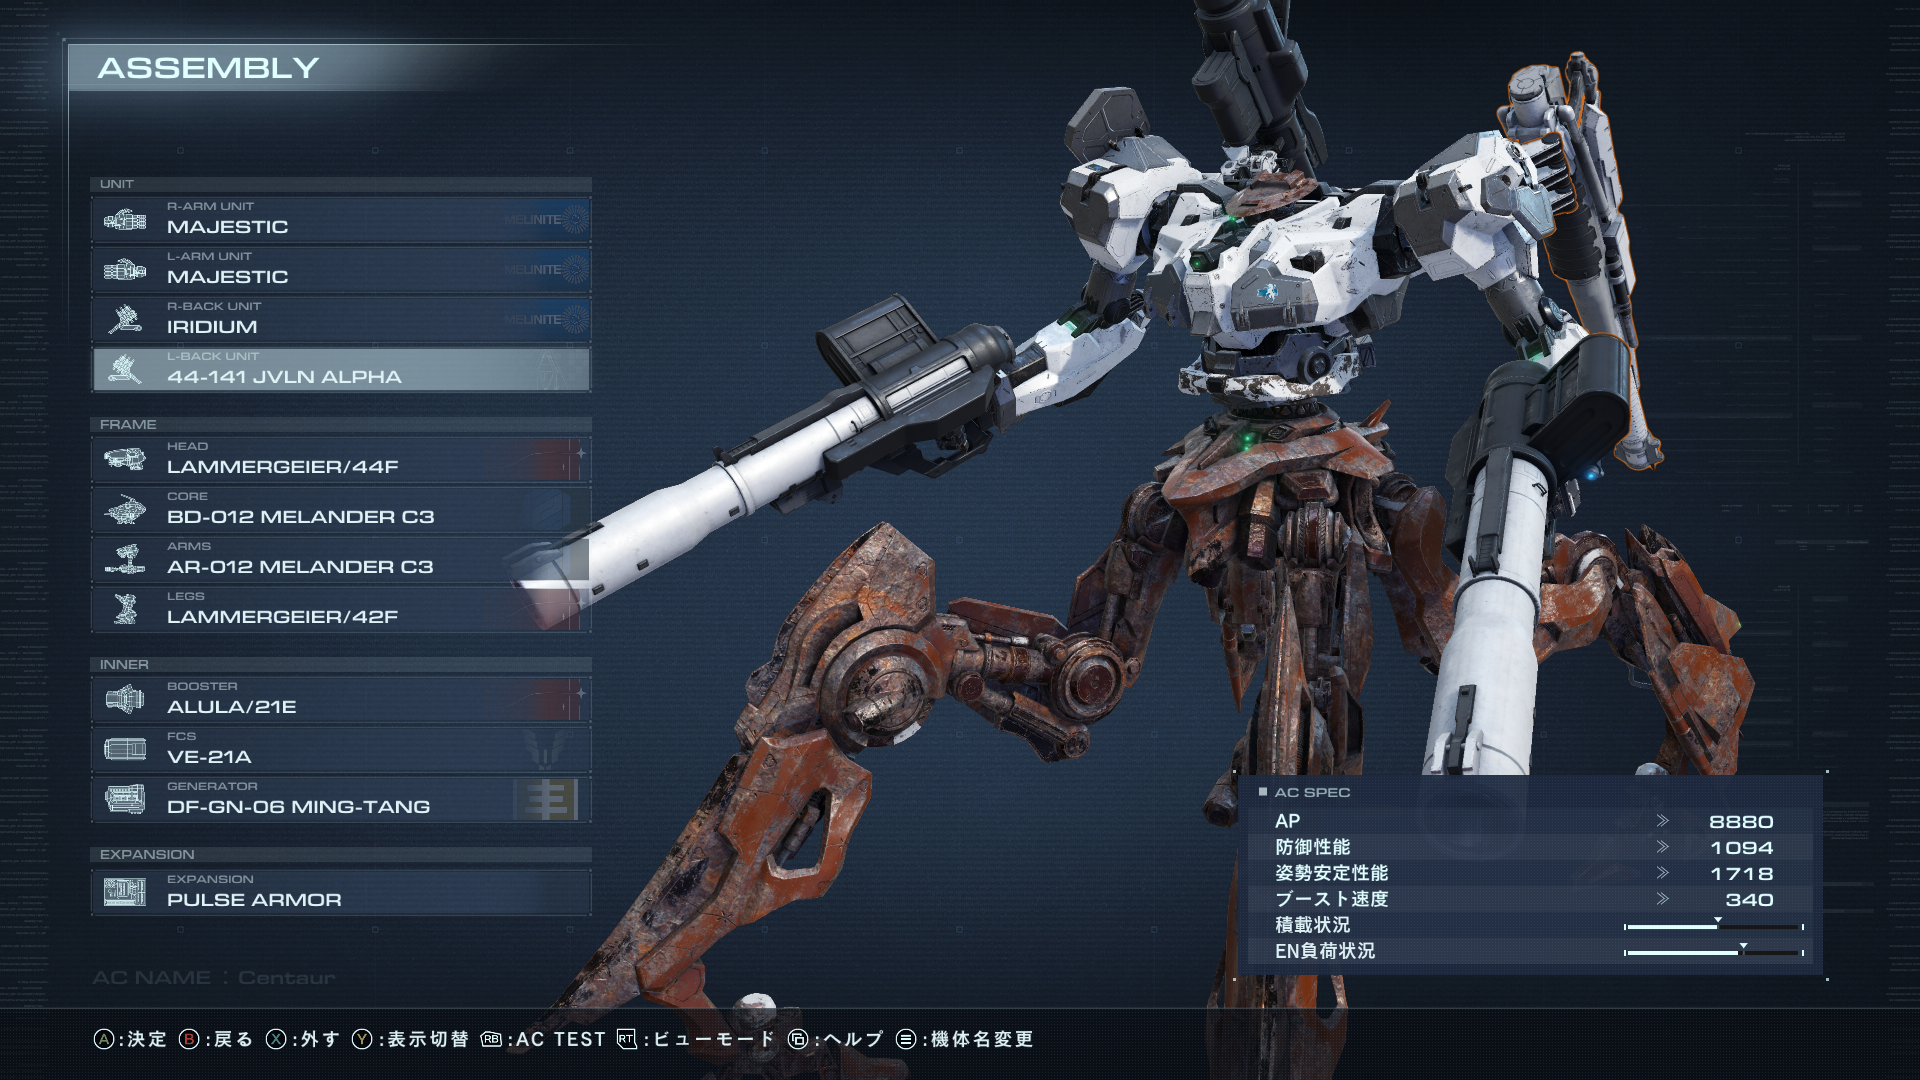 ASSEMBLY
UNIT
R-ARM UNIT
MAJESTIC
MELINITE
L-ARM UNIT
MAJESTIC
MELINITE
R-BACK UNIT
IRIDIUM
MELINITE
L-BACK UNIT
44-141 JVLN ALPHA
FRAME
HEAD
LAMMERGEIER/44F
CORE
BD-012 MELANDER C3
ARMS
AR-012 MELANDER C3
LEGS
LAMMERGEIER/42F
INNER
BOOSTER
ALULA/21E
FCS
VE-21A
GENERATOR
DF-GN-06 MING-TANG
EXPANSION
EXPANSION
PULSE ARMOR
AC NAME : Centaur
AC SPEC
AP 8880
防御性能 1094
姿勢安定性能 1718
ブースト速度 340
積載状況
EN負荷状況
A:決定 B:戻る X:外す Y:表示切替 RB:AC TEST RT:ビューモード :ヘルプ :機体名変更